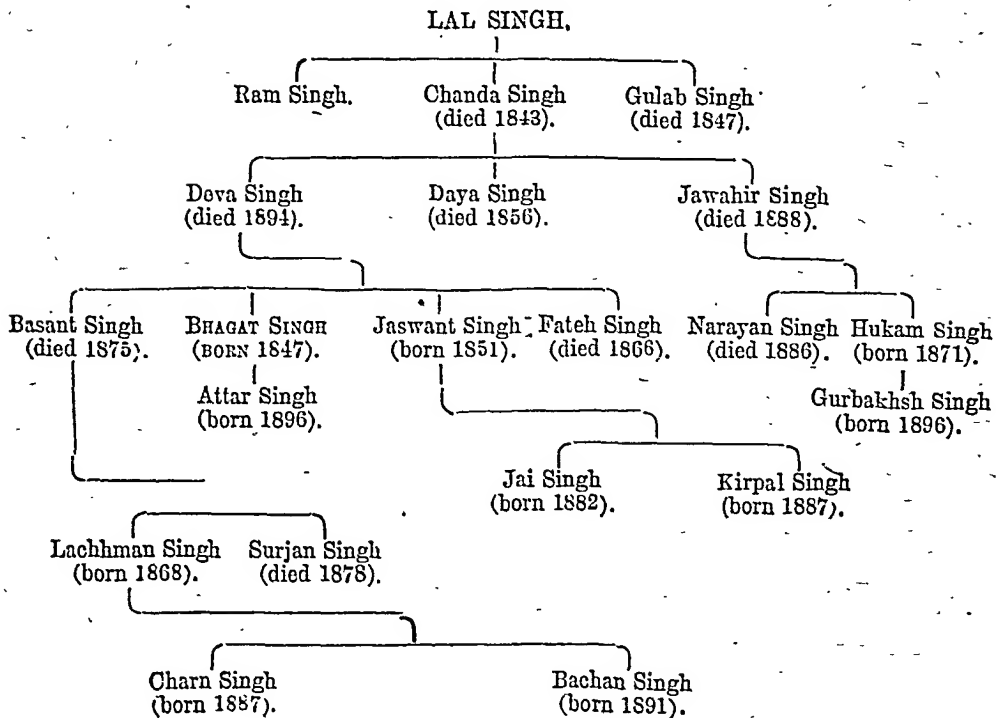 LAL SINGH.
Ram Singh. Chanda Singh Gulab Singh
(died 1843). (died 1847).
Deva Singh Daya Singh Jawahir Singh
(died 1894). (died 1856). (died 1888).
Basant Singh BHAGAT SINGH Jaswant Singh Fateh Singh Narayan Singh Hukam Singh
(died 1875). (BORN 1847). (born 1851). (died 1866). (died 1886). (born 1871).
Attar Singh Gurbakhsh Singh
(born 1896). (born 1896).
Jai Singh Kirpal Singh
(born 1882). (born 1887).
Lachhman Singh Surjan Singh
(born 1868). (died 1878).
Charn Singh Bachan Singh
(born 1887). (born 1891).